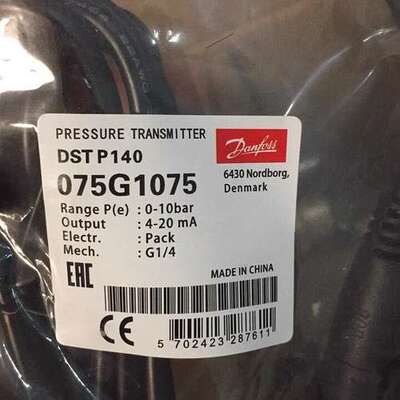 PRESSURE TRANSMITTER
DST P140
075G1075
Danfoss
6430 Nordborg,
Denmark
Range P(e) : 0-10bar
Output : 4-20 mA
Electr. : Pack
Mech. : G1/4
EAC
MADE IN CHINA
CE
5 702423 287611